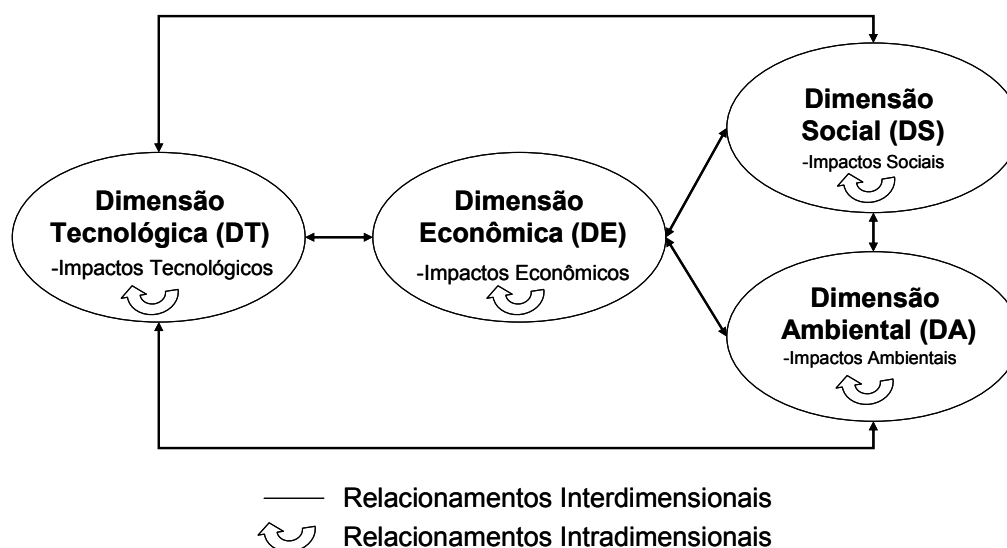 Dimensão
Tecnológica (DT)
-Impactos Tecnológicos
Dimensão
Econômica (DE)
-Impactos Econômicos
Dimensão
Social (DS)
-Impactos Sociais
Dimensão
Ambiental (DA)
-Impactos Ambientais
Relacionamentos Interdimensionais
Relacionamentos Intradimensionais